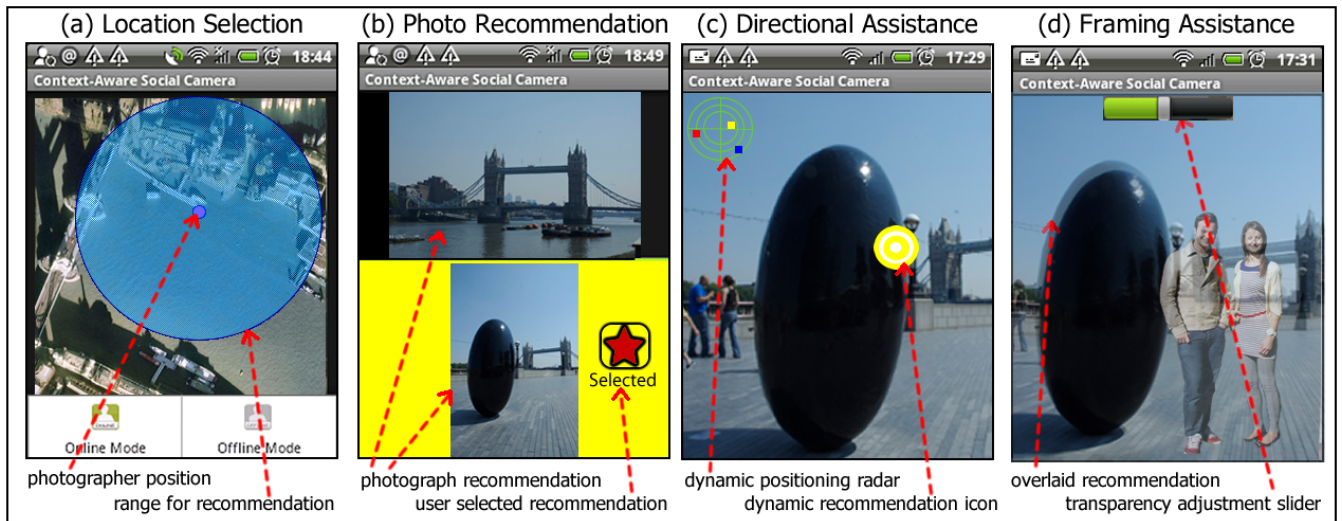 (a) Location Selection
(b) Photo Recommendation
(c) Directional Assistance
(d) Framing Assistance
18:44
18:49
17:29
17:31
Context-Aware Social Camera
Context-Aware Social Camera
Context-Aware Social Camera
Context-Aware Social Camera
Selected
Online Mode
Offline Mode
photographer position
range for recommendation
photograph recommendation
user selected recommendation
dynamic positioning radar
dynamic recommendation icon
overlaid recommendation
transparency adjustment slider